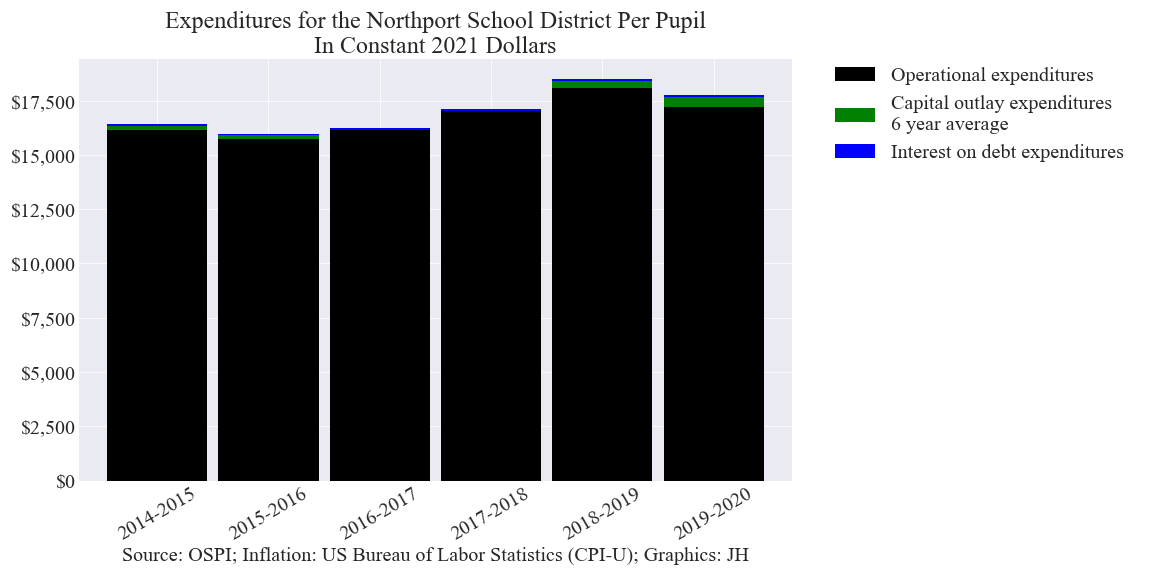 Expenditures for the Northport School District Per Pupil
In Constant 2021 Dollars
$17,500
$15,000
$12,500
$10,000
$7,500
$5,000
$2,500
$0
2014-2015
2015-2016
2016-2017
2017-2018
2018-2019
2019-2020
Source: OSPI; Inflation: US Bureau of Labor Statistics (CPI-U); Graphics: JH
Operational expenditures
Capital outlay expenditures
6 year average
Interest on debt expenditures